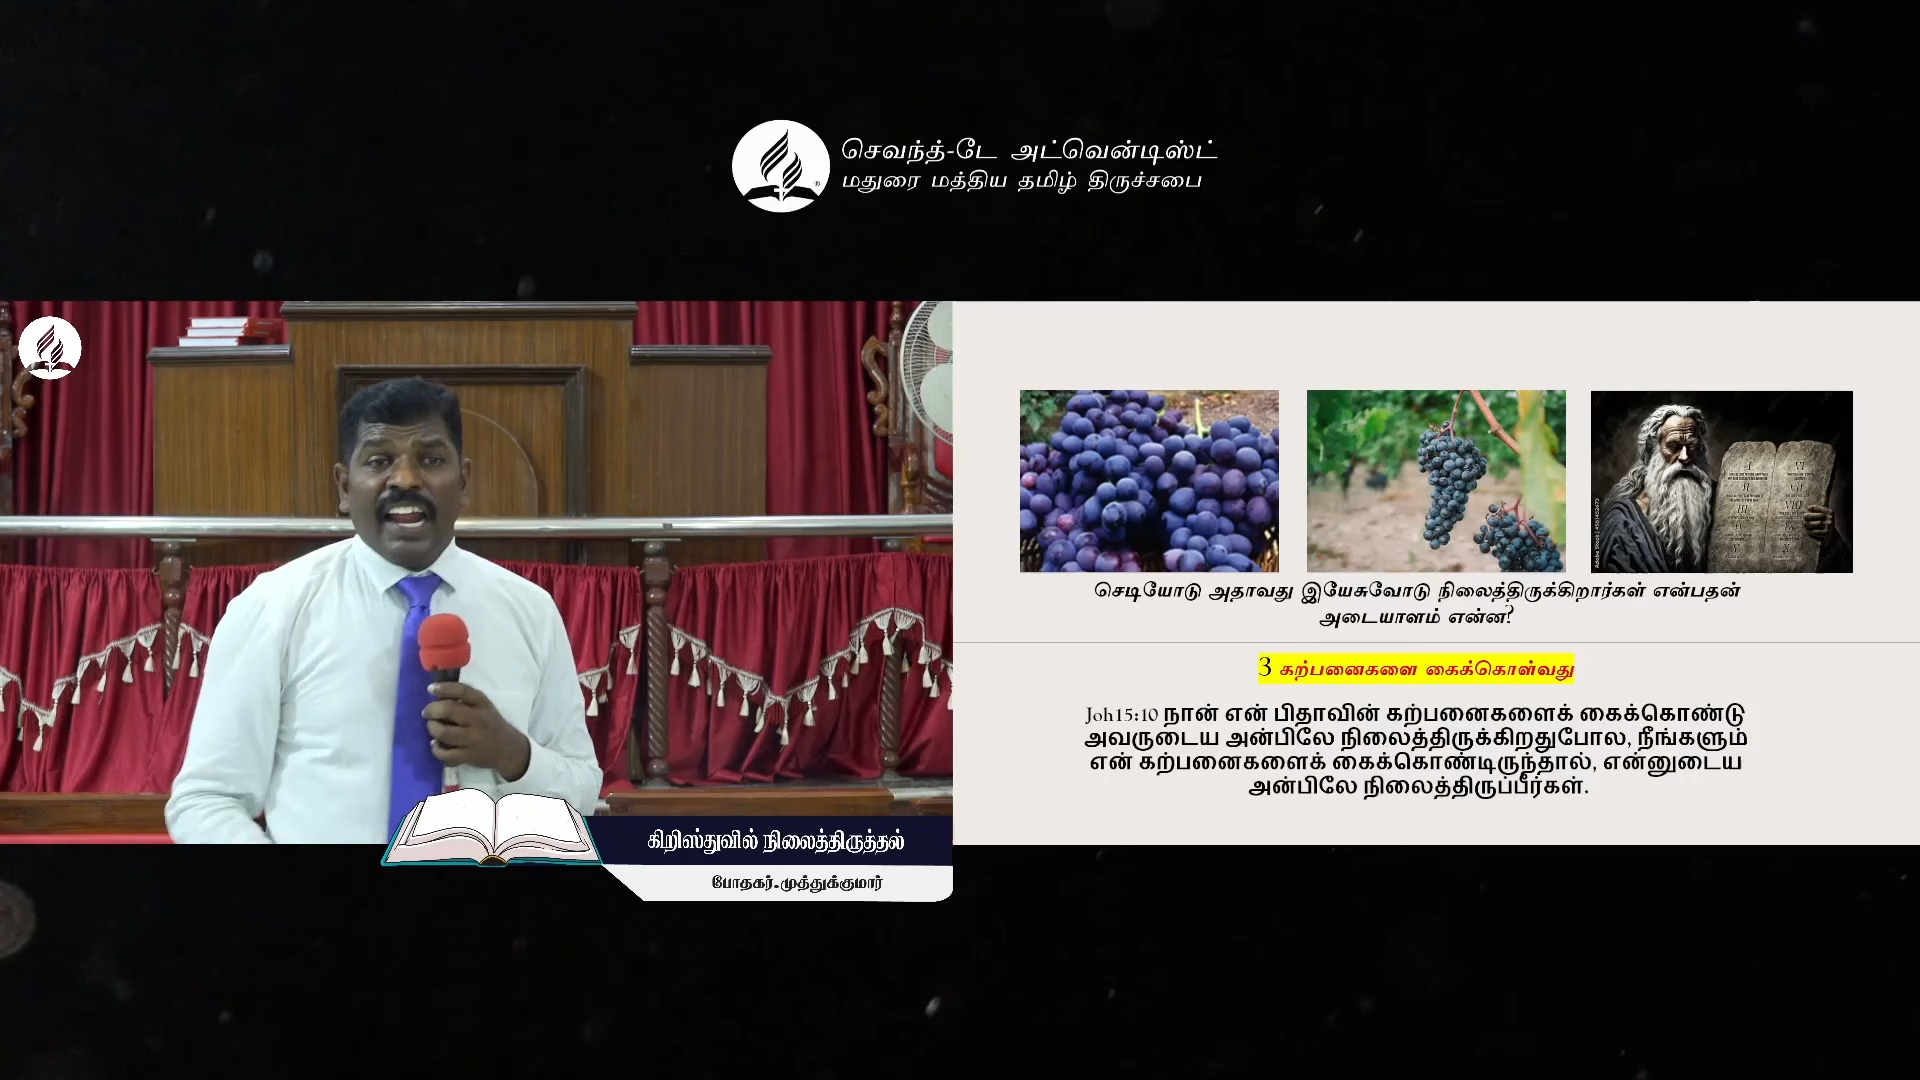 செவந்த்-டே அட்வென்டிஸ்ட்
மதுரை மத்திய தமிழ் திருச்சபை
செடியோடு அதாவது இயேசுவோடு நிலைத்திருக்கிறார்கள் என்பதன்
அடையாளம் என்ன?
3 கற்பனைகளை கைக்கொள்வது
Joh15:10 நான் என் பிதாவின் கற்பனைகளைக் கைக்கொண்டு
அவருடைய அன்பிலே நிலைத்திருக்கிறதுபோல, நீங்களும்
என் கற்பனைகளைக் கைக்கொண்டிருந்தால், என்னுடைய
அன்பிலே நிலைத்திருப்பீர்கள்.
கிறிஸ்துவில் நிலைத்திருத்தல்
போதகர்.முத்துக்குமார்